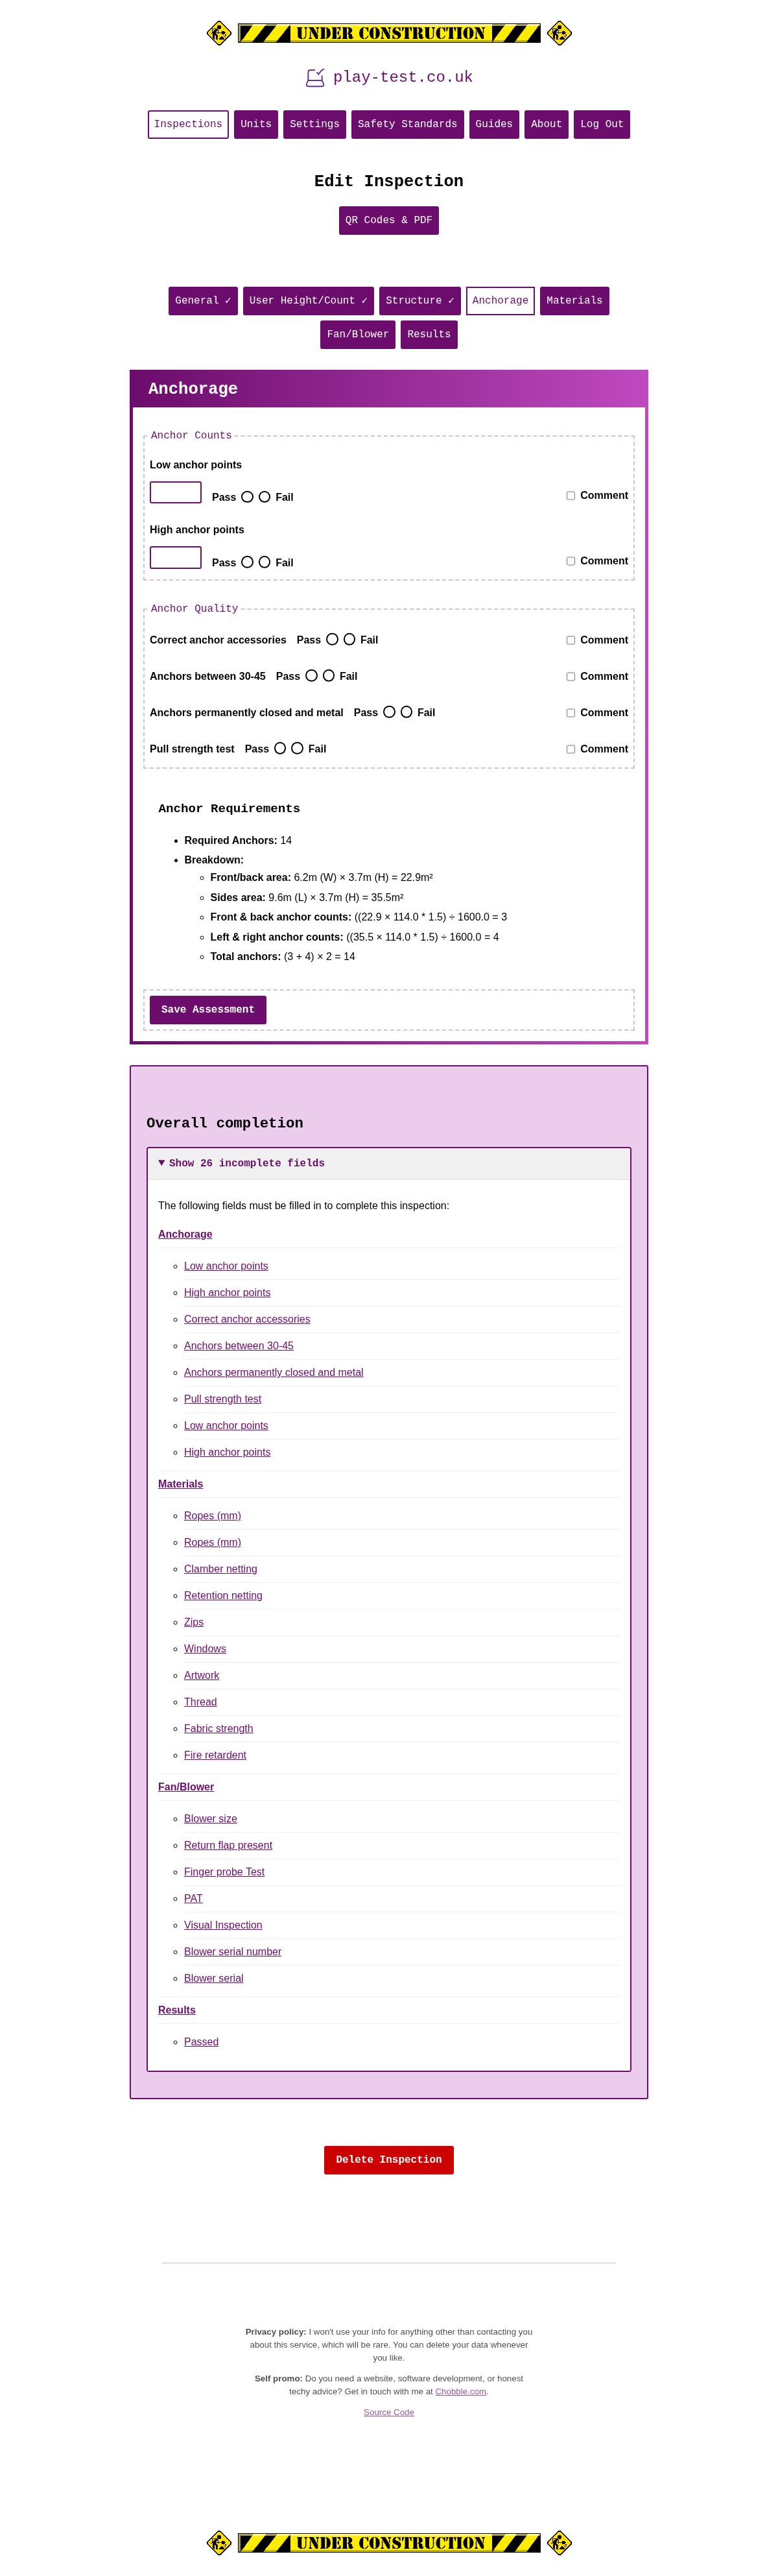 UNDER CONSTRUCTION
play-test.co.uk
Inspections Units Settings Safety Standards Guides About Log Out
Edit Inspection
QR Codes & PDF
General ✓ User Height/Count ✓ Structure ✓ Anchorage Materials
Fan/Blower Results
Anchorage
Anchor Counts
Low anchor points
Pass Fail Comment
High anchor points
Pass Fail Comment
Anchor Quality
Correct anchor accessories Pass Fail Comment
Anchors between 30-45 Pass Fail Comment
Anchors permanently closed and metal Pass Fail Comment
Pull strength test Pass Fail Comment
Anchor Requirements
Required Anchors: 14
Breakdown:
Front/back area: 6.2m (W) × 3.7m (H) = 22.9m²
Sides area: 9.6m (L) × 3.7m (H) = 35.5m²
Front & back anchor counts: ((22.9 × 114.0 * 1.5) ÷ 1600.0 = 3
Left & right anchor counts: ((35.5 × 114.0 * 1.5) ÷ 1600.0 = 4
Total anchors: (3 + 4) × 2 = 14
Save Assessment
Overall completion
▼ Show 26 incomplete fields
The following fields must be filled in to complete this inspection:
Anchorage
Low anchor points
High anchor points
Correct anchor accessories
Anchors between 30-45
Anchors permanently closed and metal
Pull strength test
Low anchor points
High anchor points
Materials
Ropes (mm)
Ropes (mm)
Clamber netting
Retention netting
Zips
Windows
Artwork
Thread
Fabric strength
Fire retardent
Fan/Blower
Blower size
Return flap present
Finger probe Test
PAT
Visual Inspection
Blower serial number
Blower serial
Results
Passed
Delete Inspection
Privacy policy: I won't use your info for anything other than contacting you
about this service, which will be rare. You can delete your data whenever
you like.
Self promo: Do you need a website, software development, or honest
techy advice? Get in touch with me at Chobble.com.
Source Code
UNDER CONSTRUCTION